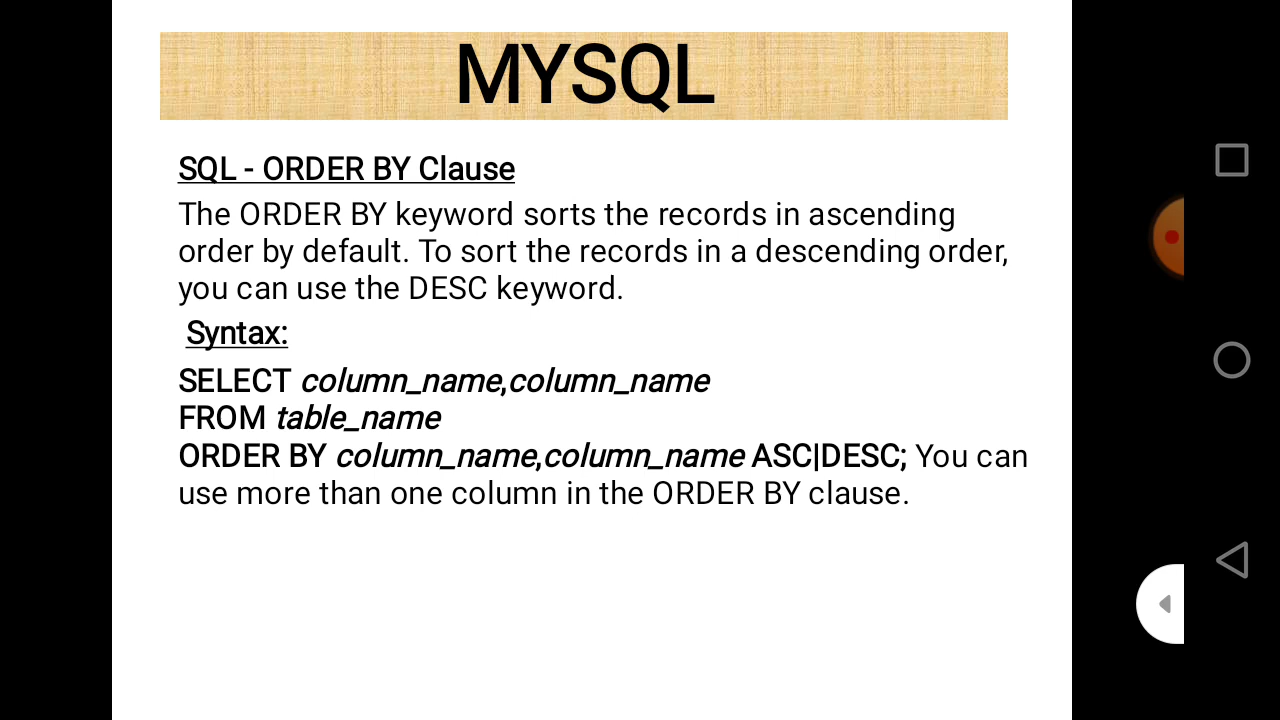 MYSQL
SQL - ORDER BY Clause
The ORDER BY keyword sorts the records in ascending
order by default. To sort the records in a descending order,
you can use the DESC keyword.
Syntax:
SELECT column_name,column_name
FROM table_name
ORDER BY column_name,column_name ASC|DESC; You can
use more than one column in the ORDER BY clause.